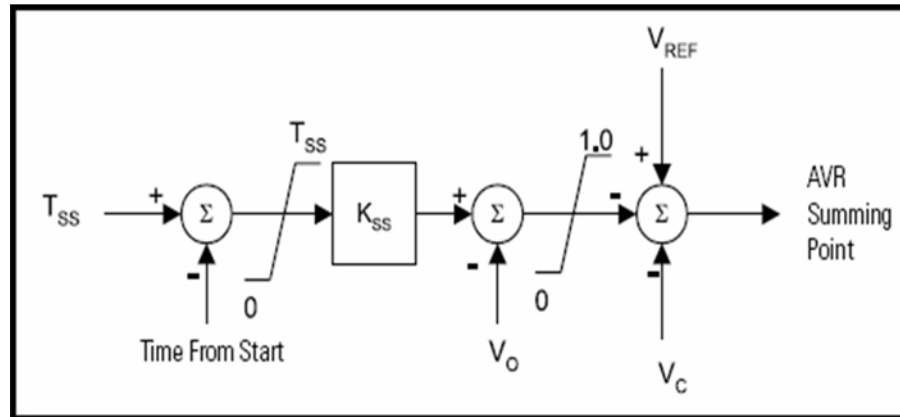 V_REF
T_SS
1.0
+
AVR
Summing
Point
T_SS
+
Σ
K_SS
+
Σ
-
Σ
-
0
-
0
-
Time From Start
V_O
V_C